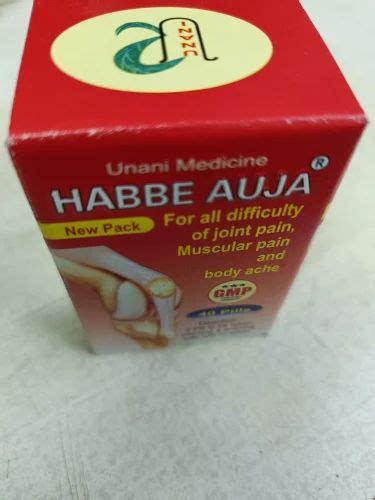 UNANI
Unani Medicine
HABBE AUJA®
New Pack
For all difficulty
of joint pain,
Muscular pain
and
body ache
GMP
40 Pills